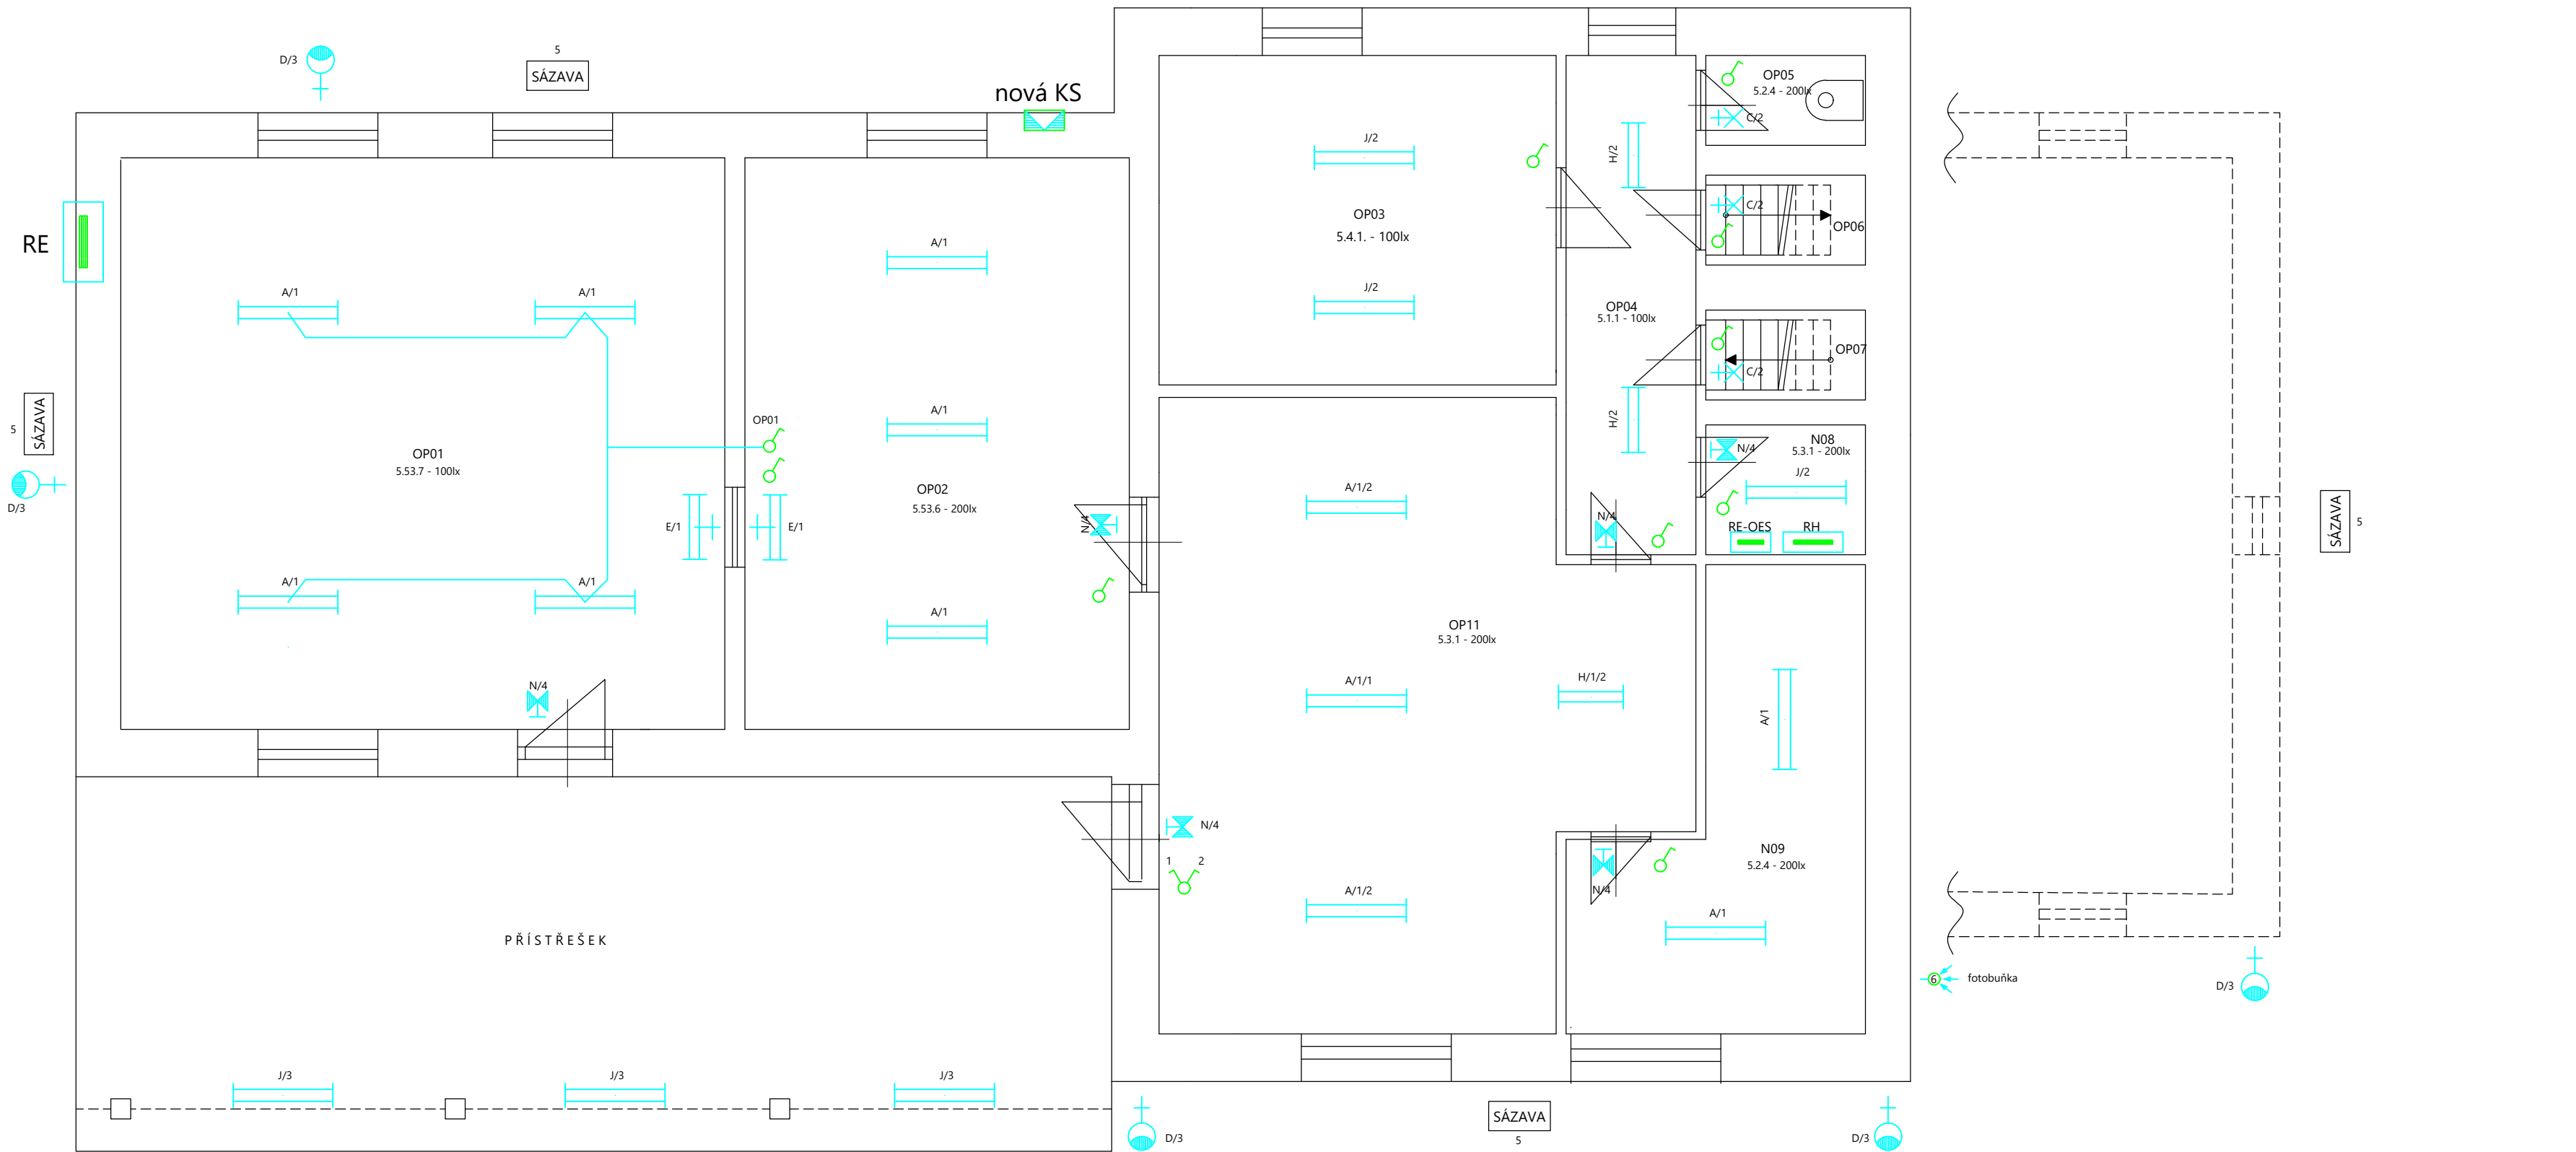 5
SÁZAVA
D/3
nová KS
RE
A/1
A/1
A/1
A/1
OP01
5.53.7 - 100lx
5
SÁZAVA
D/3
N/4
E/1
E/1
OP01
A/1
A/1
OP02
5.53.6 - 200lx
A/1
N/4
J/2
OP03
5.4.1. - 100lx
J/2
H/2
OP04
5.1.1 - 100lx
H/2
N/4
OP05
5.2.4 - 200lx
C/2
C/2
OP06
OP07
C/2
N08
5.3.1 - 200lx
N/4
J/2
RE-OES
RH
A/1/2
OP11
5.3.1 - 200lx
A/1/1
H/1/2
A/1/2
N/4
1
2
A/1
N09
5.2.4 - 200lx
N/4
A/1
PŘÍSTŘEŠEK
J/3
J/3
J/3
D/3
SÁZAVA
5
D/3
6
fotobuňka
D/3
SÁZAVA
5